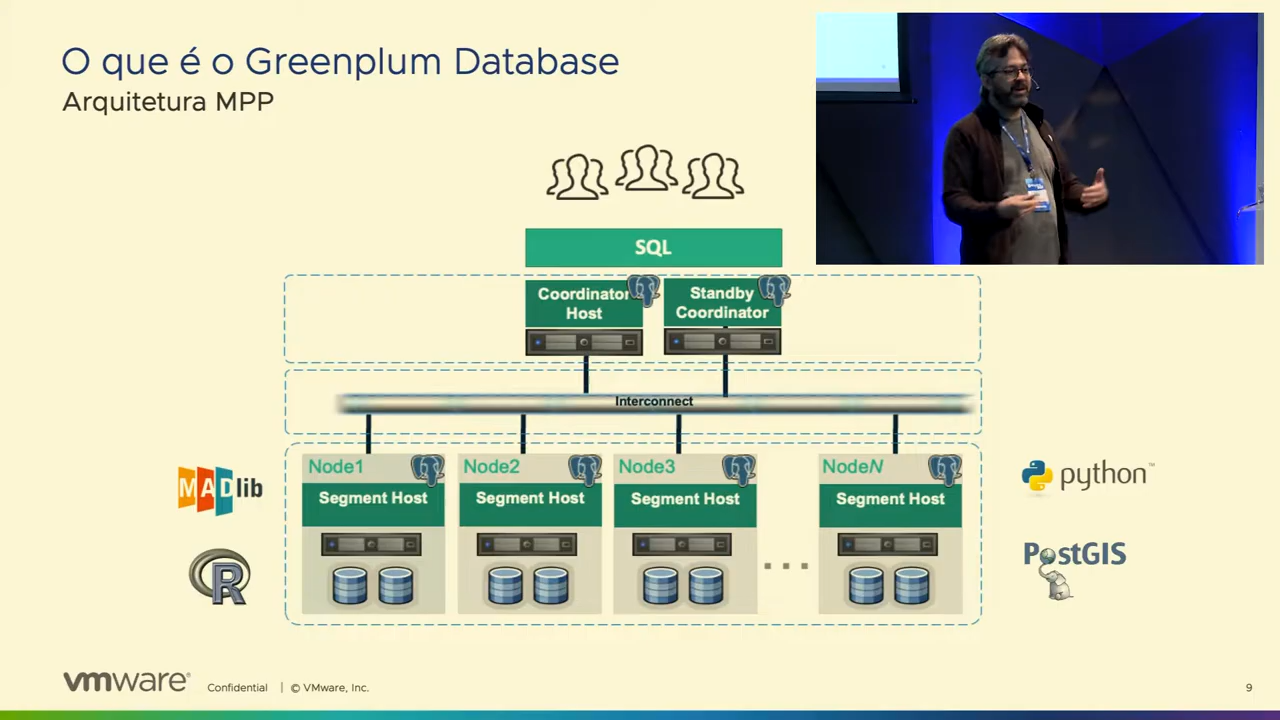 O que é o Greenplum Database
Arquitetura MPP
SQL
Coordinator
Host
Standby
Coordinator
Interconnect
Node1
Segment Host
Node2
Segment Host
Node3
Segment Host
...
NodeN
Segment Host
MADlib
R
python™
PostGIS
vmware®
Confidential | © VMware, Inc.
9